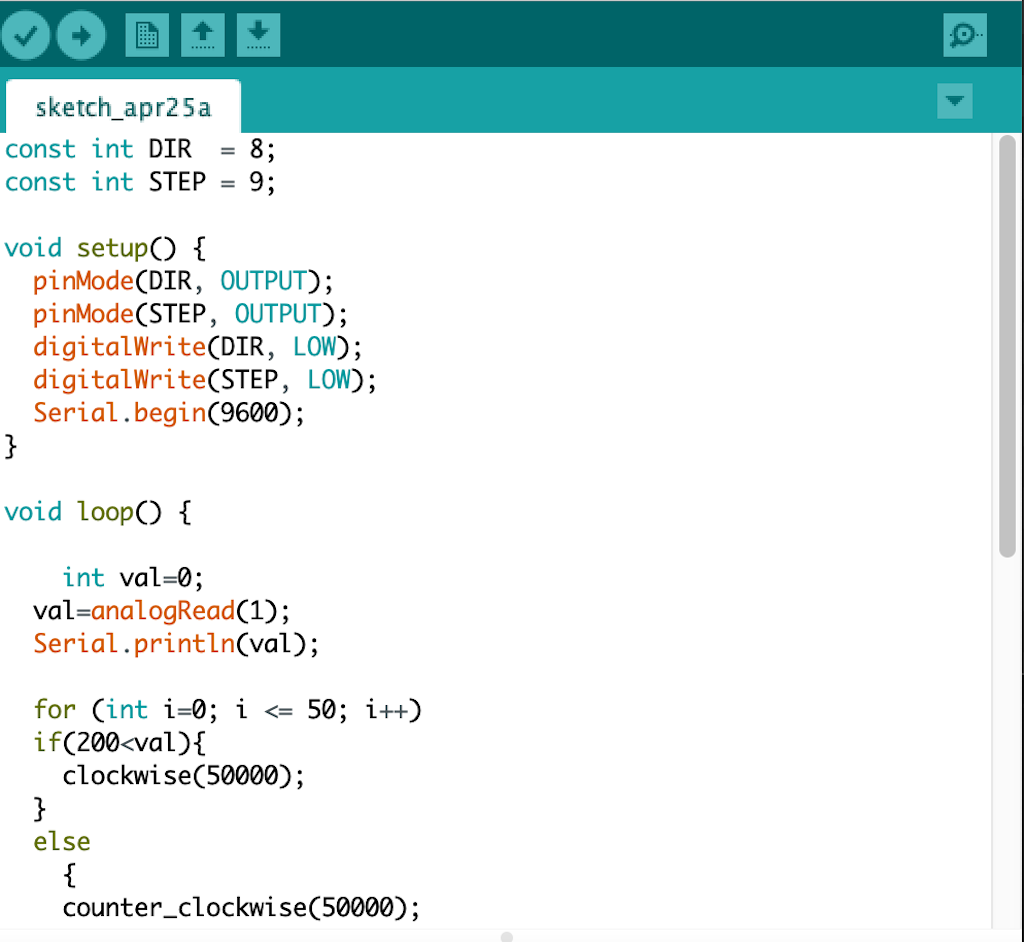 sketch_apr25a
const int DIR  = 8;
const int STEP = 9;

void setup() {
  pinMode(DIR, OUTPUT);
  pinMode(STEP, OUTPUT);
  digitalWrite(DIR, LOW);
  digitalWrite(STEP, LOW);
  Serial.begin(9600);
}

void loop() {

    int val=0;
  val=analogRead(1);
  Serial.println(val);

  for (int i=0; i <= 50; i++)
  if(200<val){
    clockwise(50000);
  }
  else
    {
    counter_clockwise(50000);